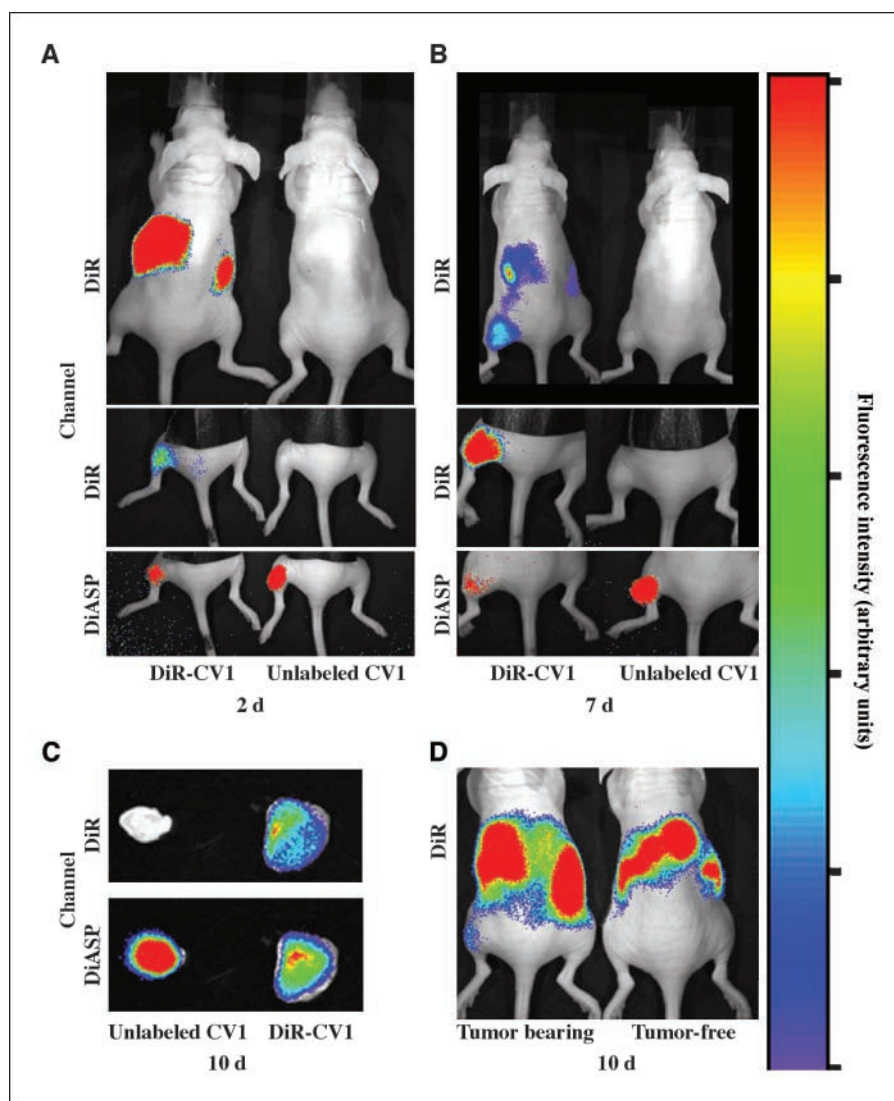 A
B
DiR
DiR
Channel
DiR
DiR
DiASP
DiASP
DiR-CV1 Unlabeled CV1
2 d
DiR-CV1 Unlabeled CV1
7 d
Fluorescence intensity (arbitrary units)
C
D
DiR
DiR
Channel
DiASP
Unlabeled CV1 DiR-CV1
10 d
Tumor bearing Tumor-free
10 d